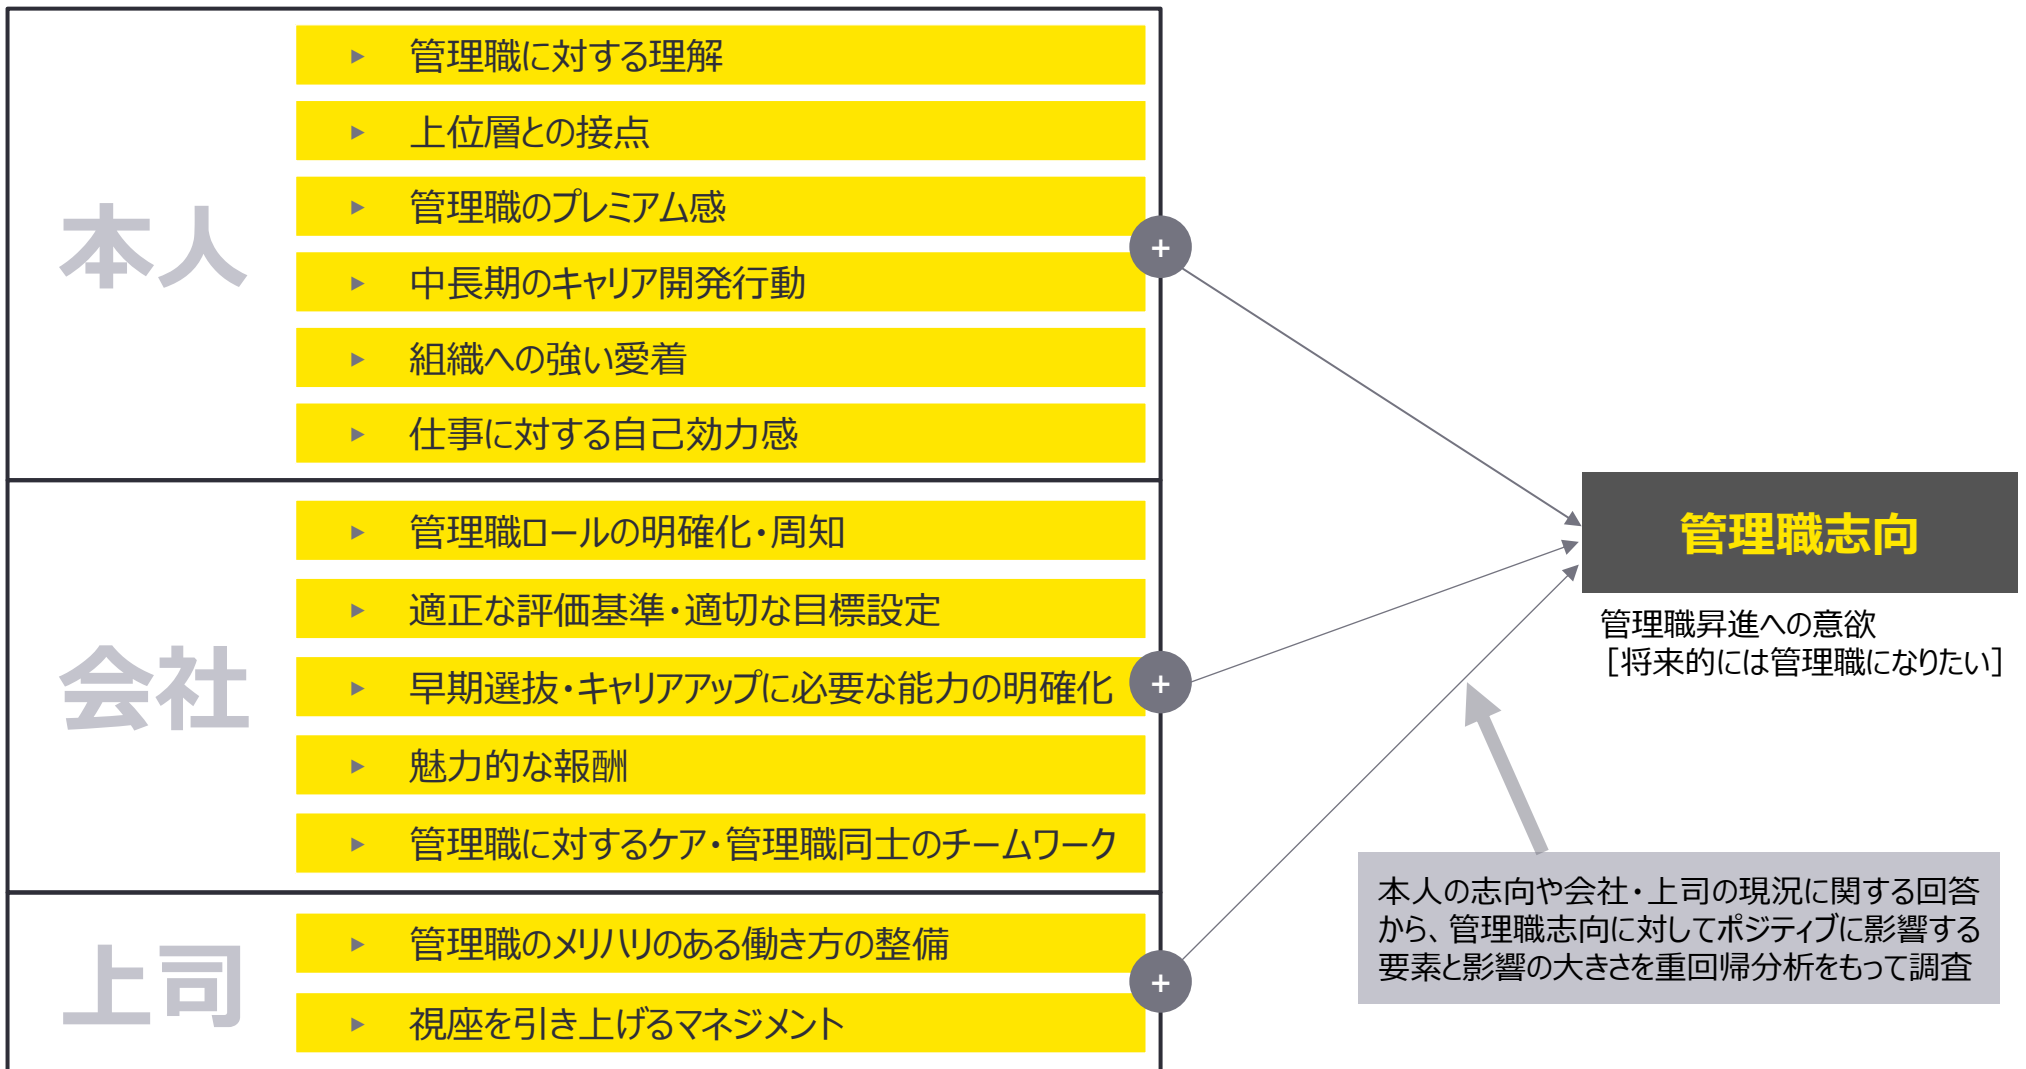 本人
管理職に対する理解
上位層との接点
管理職のプレミアム感
中長期のキャリア開発行動
組織への強い愛着
仕事に対する自己効力感
+
会社
管理職ロールの明確化・周知
適正な評価基準・適切な目標設定
早期選抜・キャリアアップに必要な能力の明確化
魅力的な報酬
管理職に対するケア・管理職同士のチームワーク
+
上司
管理職のメリハリのある働き方の整備
視座を引き上げるマネジメント
+
管理職志向
管理職昇進への意欲
［将来的には管理職になりたい］
本人の志向や会社・上司の現況に関する回答
から、管理職志向に対してポジティブに影響する
要素と影響の大きさを重回帰分析をもって調査